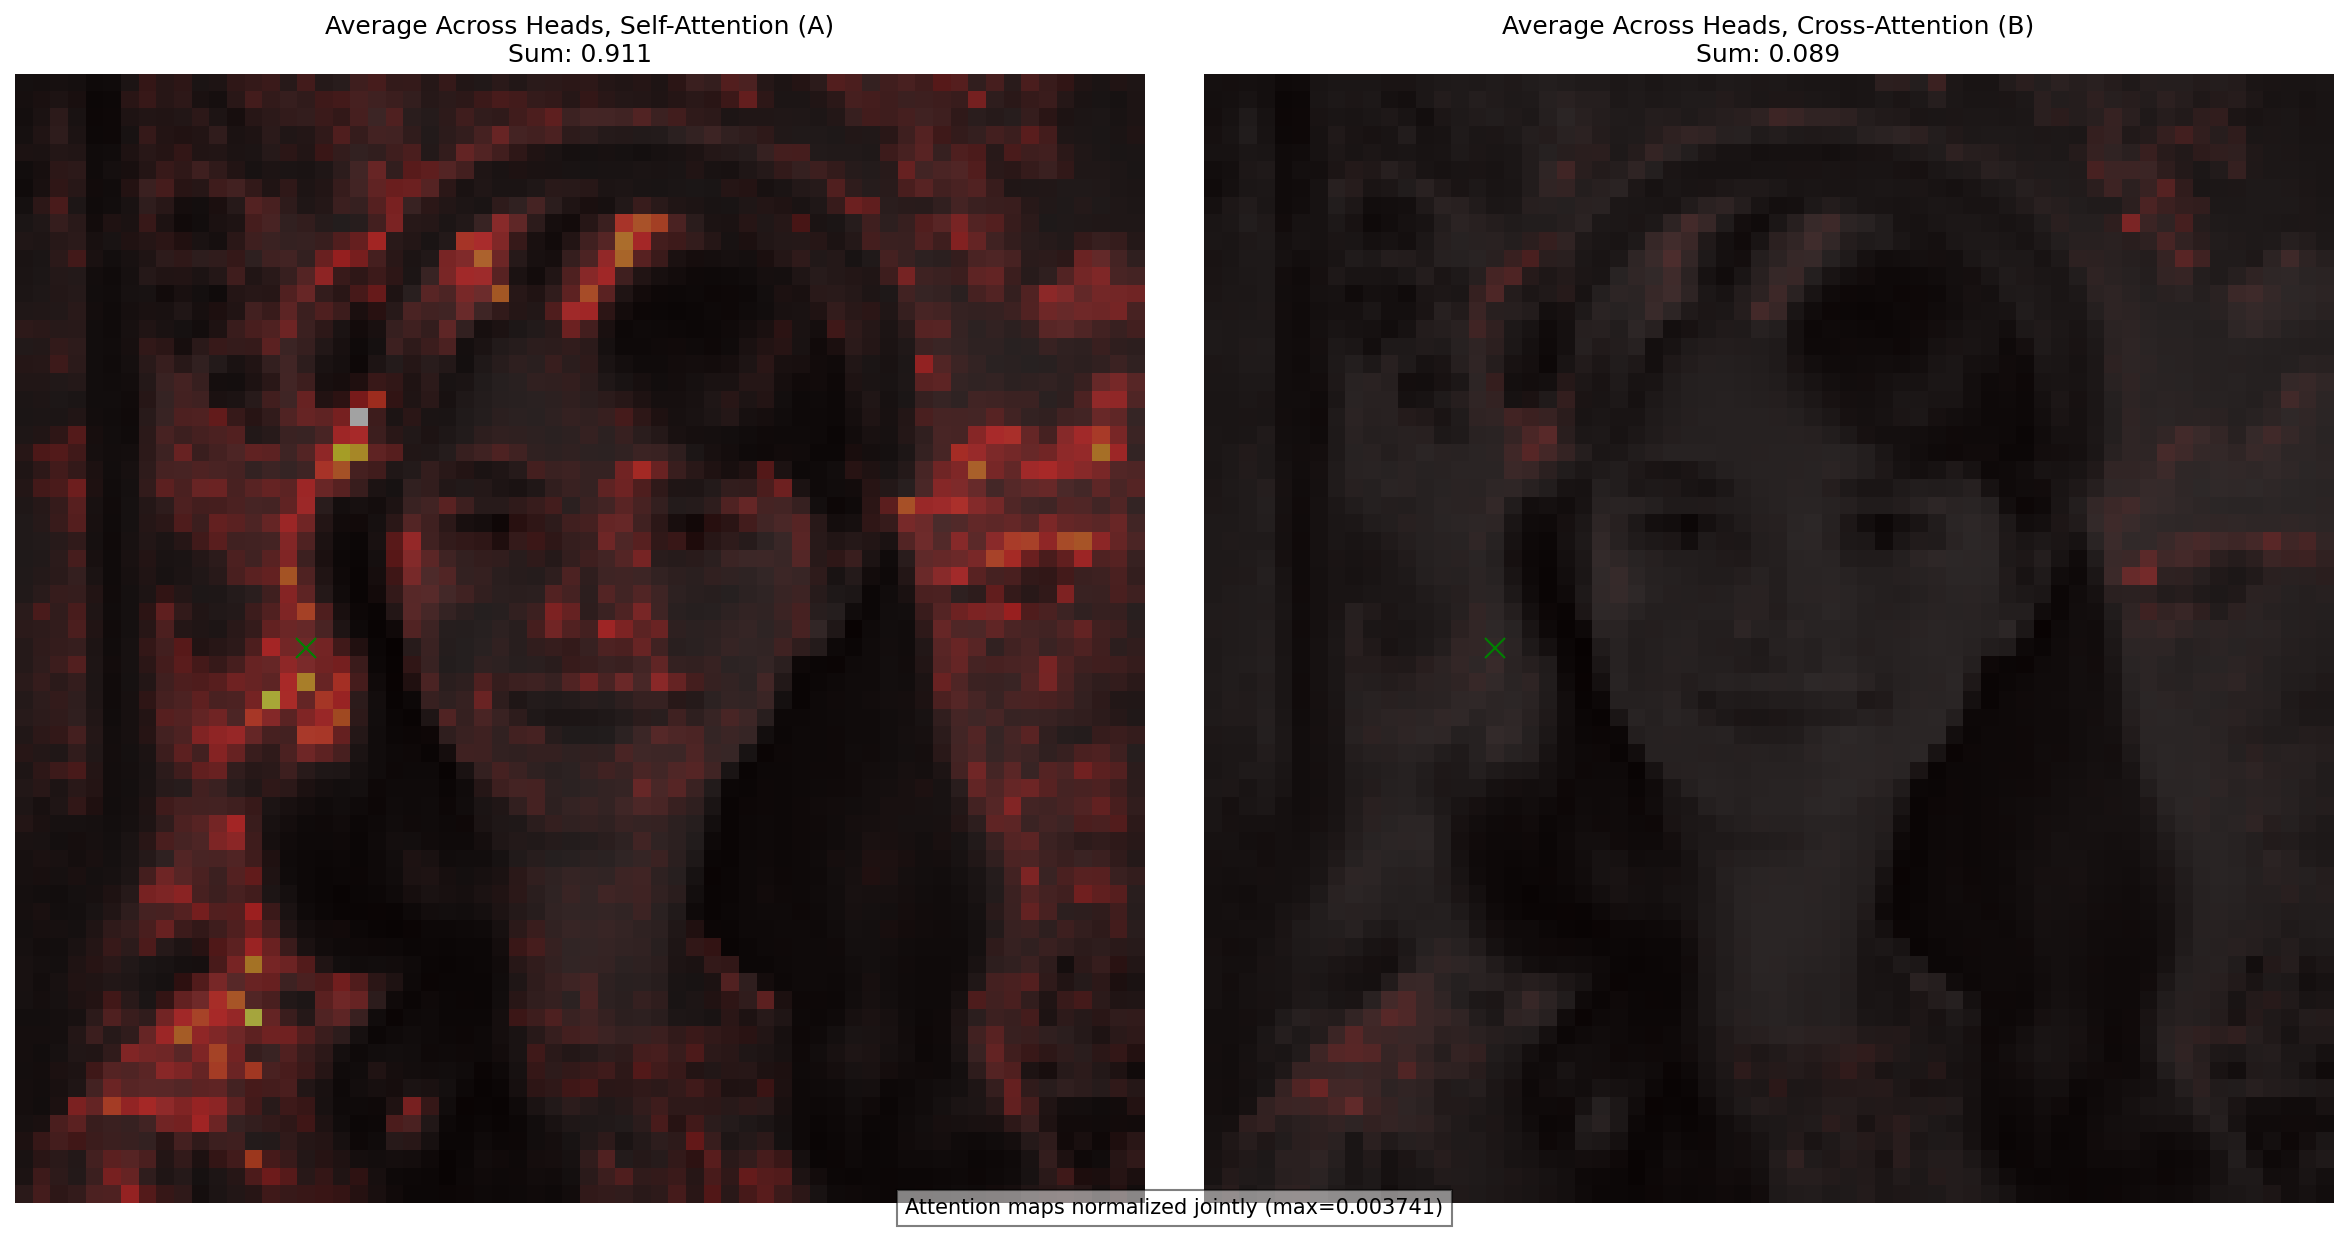 Average Across Heads, Self-Attention (A)
Sum: 0.911
Average Across Heads, Cross-Attention (B)
Sum: 0.089
Attention maps normalized jointly (max=0.003741)